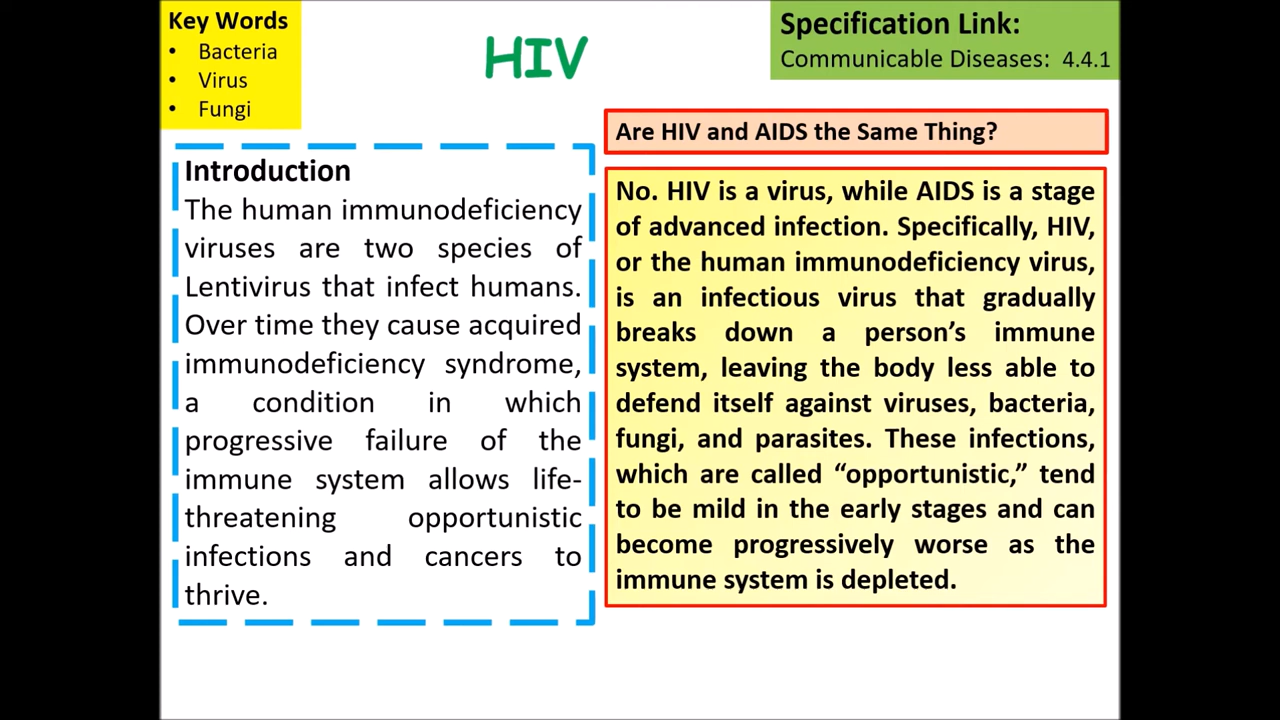 Key Words
• Bacteria
• Virus
• Fungi
HIV
Specification Link:
Communicable Diseases: 4.4.1
Introduction
The human immunodeficiency
viruses are two species of
Lentivirus that infect humans.
Over time they cause acquired
immunodeficiency syndrome,
a condition in which
progressive failure of the
immune system allows life-
threatening opportunistic
infections and cancers to
thrive.
Are HIV and AIDS the Same Thing?
No. HIV is a virus, while AIDS is a stage
of advanced infection. Specifically, HIV,
or the human immunodeficiency virus,
is an infectious virus that gradually
breaks down a person’s immune
system, leaving the body less able to
defend itself against viruses, bacteria,
fungi, and parasites. These infections,
which are called “opportunistic,” tend
to be mild in the early stages and can
become progressively worse as the
immune system is depleted.